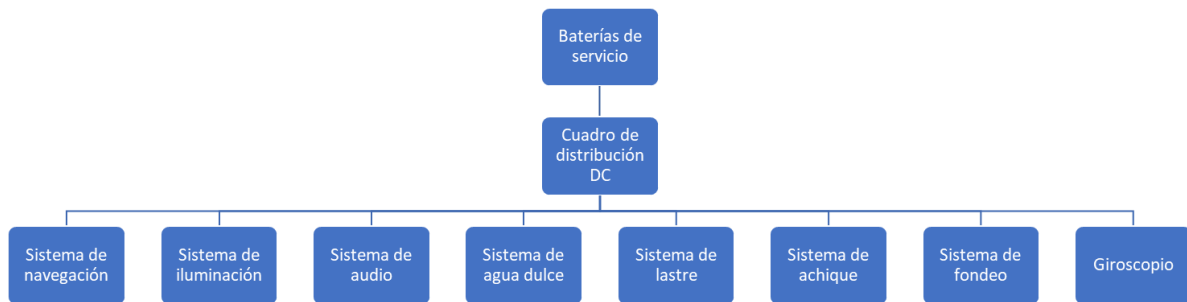 Baterías de
servicio
Cuadro de
distribución
DC
Sistema de
navegación
Sistema de
iluminación
Sistema de
audio
Sistema de
agua dulce
Sistema de
lastre
Sistema de
achique
Sistema de
fondeo
Giroscopio